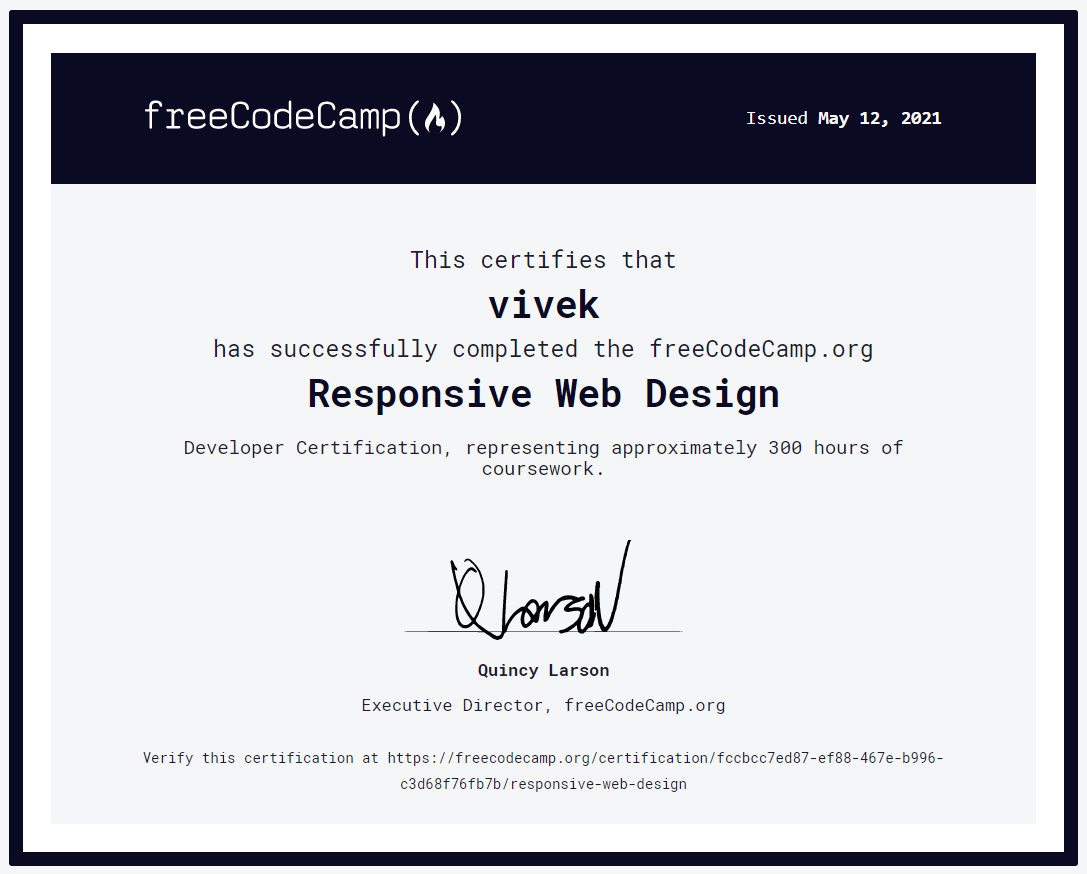 freeCodeCamp
Issued May 12, 2021
This certifies that
vivek
has successfully completed the freeCodeCamp.org
Responsive Web Design
Developer Certification, representing approximately 300 hours of
coursework.
Q Larson
Quincy Larson
Executive Director, freeCodeCamp.org
Verify this certification at https://freecodecamp.org/certification/fccbcc7ed87-ef88-467e-b996-
c3d68f76fb7b/responsive-web-design